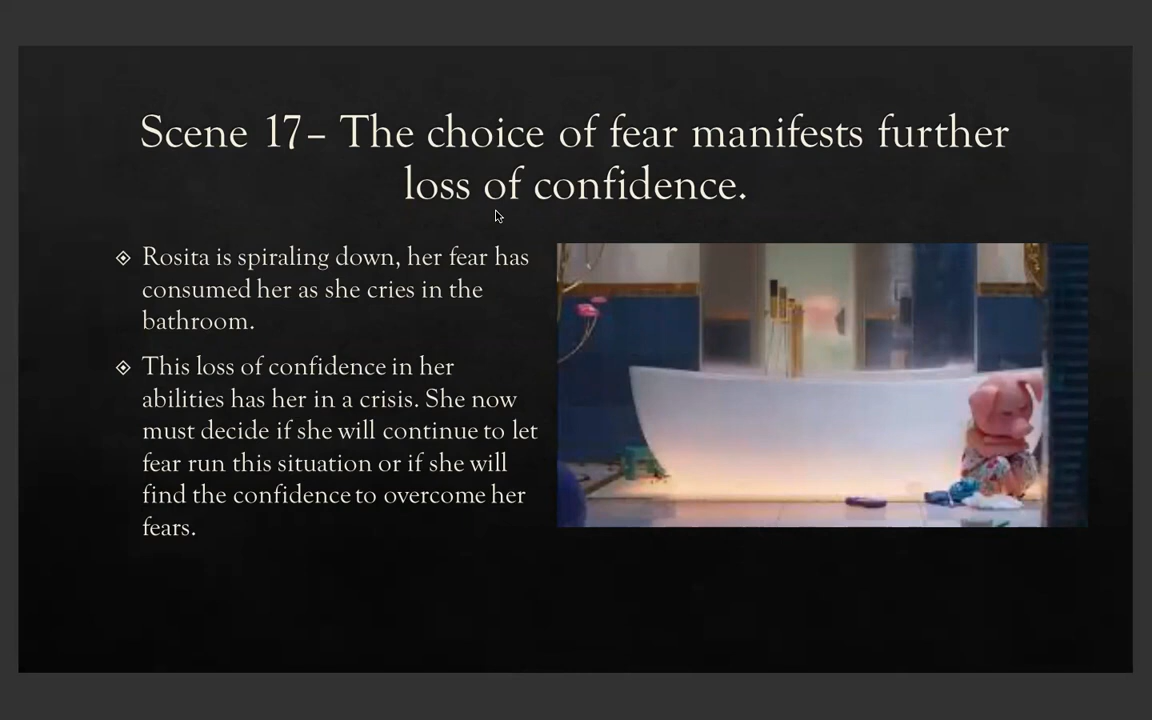 Scene 17– The choice of fear manifests further
loss of confidence.
Rosita is spiraling down, her fear has
consumed her as she cries in the
bathroom.
This loss of confidence in her
abilities has her in a crisis. She now
must decide if she will continue to let
fear run this situation or if she will
find the confidence to overcome her
fears.